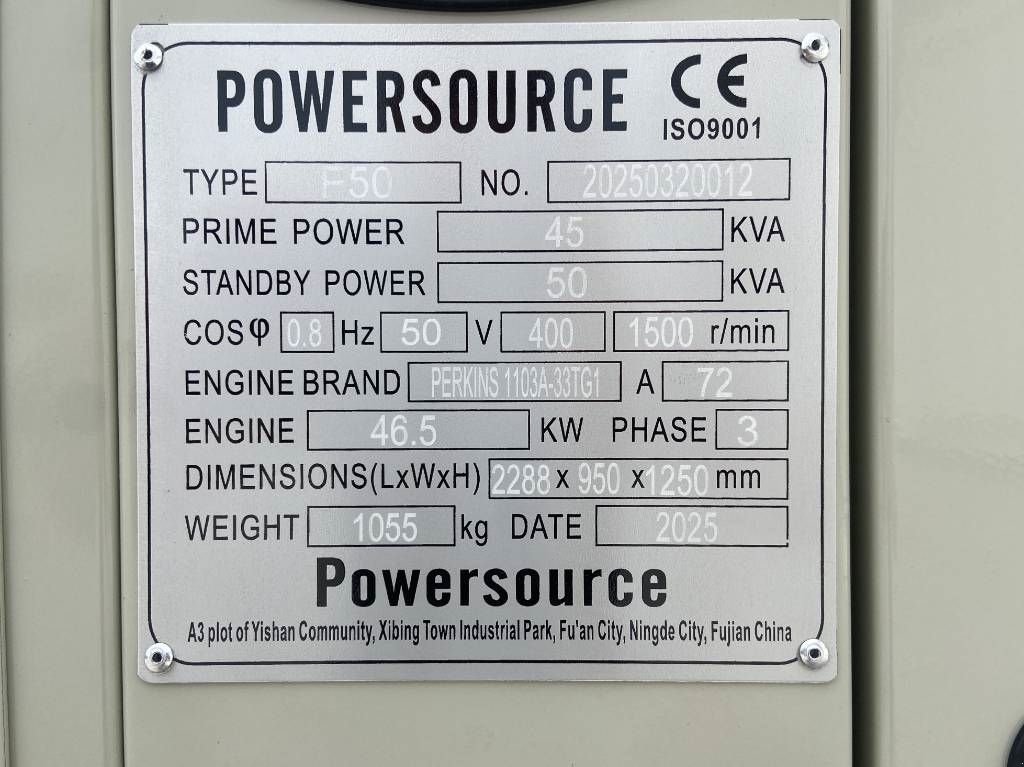 POWERSOURCE CE
ISO9001
TYPE F50 NO. 20250320012
PRIME POWER 45 KVA
STANDBY POWER 50 KVA
COSφ 0.8 Hz 50 V 400 1500 r/min
ENGINE BRAND PERKINS 1103A-33TG1 A 72
ENGINE 46.5 KW PHASE 3
DIMENSIONS(LxWxH) 2288 x 950 x 1250 mm
WEIGHT 1055 kg DATE 2025
Powersource
A3 plot of Yishan Community, Xibing Town Industrial Park, Fu'an City, Ningde City, Fujian China